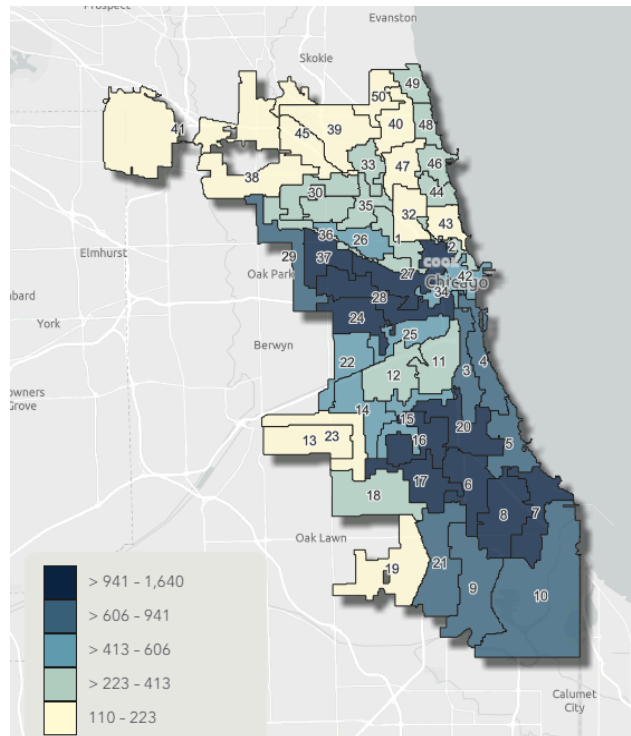 Prospect
Evanston
Skokie
49
50
41
45
39
40
48
33
46
38
47
30
44
35
32
43
36
26
1
2
Elmhurst
29
37
Oak Park
27
cook
42
Chicago
28
34
24
York
Berwyn
25
22
11
3
4
12
owners
Grove
14
15
20
13
23
16
5
6
17
18
8
7
Oak Lawn
19
21
9
10
> 941 - 1,640
> 606 - 941
> 413 - 606
> 223 - 413
110 - 223
Calumet
City